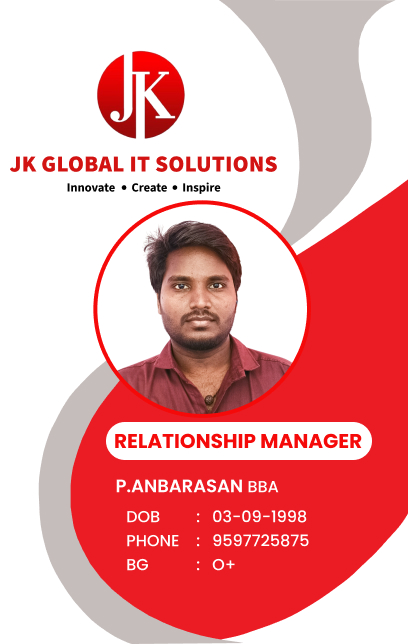 JK
JK GLOBAL IT SOLUTIONS
Innovate • Create • Inspire
RELATIONSHIP MANAGER
P.ANBARASAN BBA
DOB : 03-09-1998
PHONE : 9597725875
BG : O+